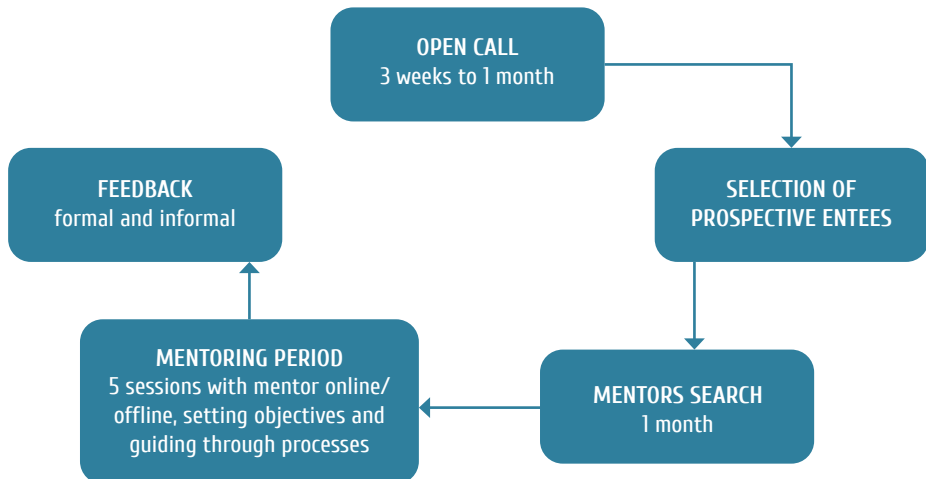 OPEN CALL
3 weeks to 1 month
SELECTION OF
PROSPECTIVE ENTEES
MENTORS SEARCH
1 month
MENTORING PERIOD
5 sessions with mentor online/
offline, setting objectives and
guiding through processes
FEEDBACK
formal and informal